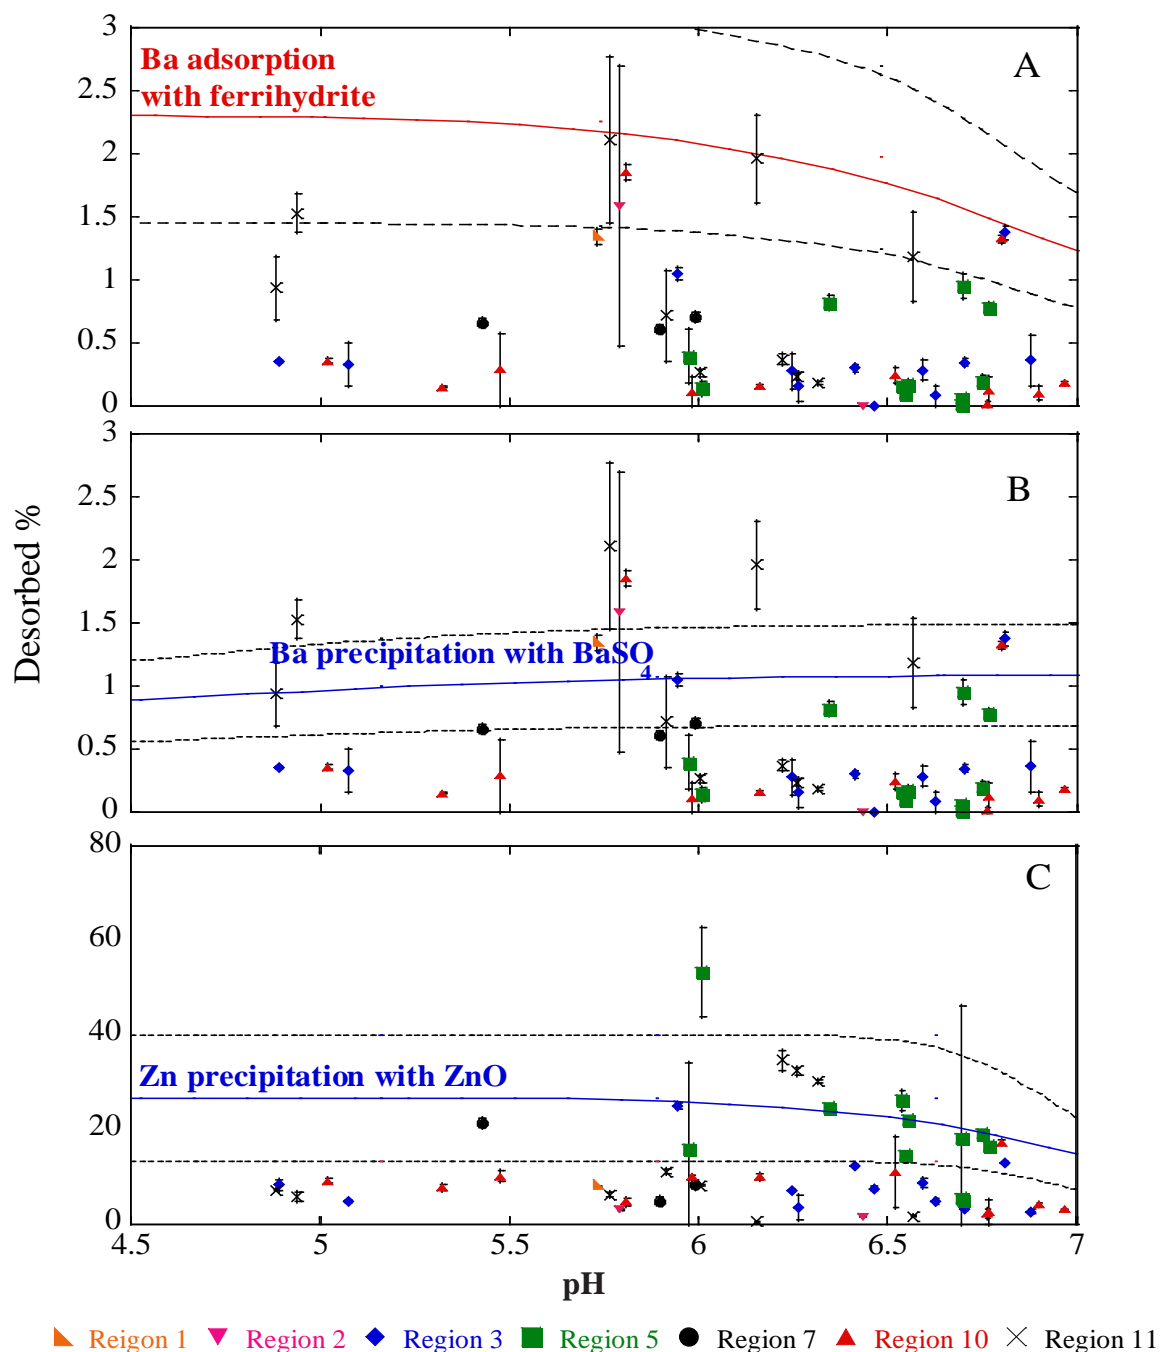 3
Ba adsorption
with ferrihydrite
A
2.5
2
1.5
1
0.5
0
3
B
2.5
2
1.5
Ba precipitation with BaSO4
1
0.5
0
Desorbed %
80
C
60
40
Zn precipitation with ZnO
20
0
4.5 5 5.5 6 6.5 7
pH
Reigon 1 Region 2 Region 3 Region 5 Region 7 Region 10 Region 11